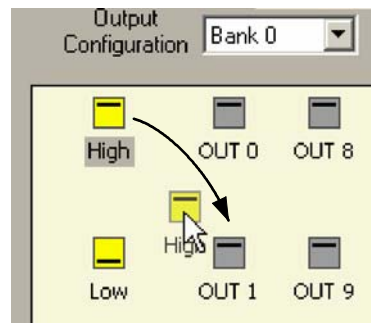 Output
Configuration
Bank 0
High
OUT 0
OUT 8
High
Low
OUT 1
OUT 9